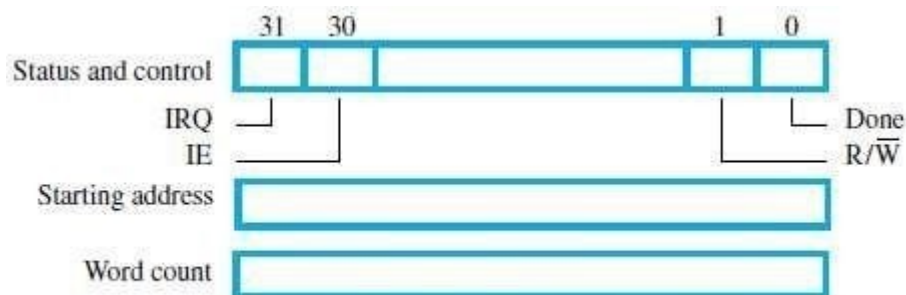 31 30 1 0
Status and control
IRQ Done
IE R/W̅
Starting address
Word count